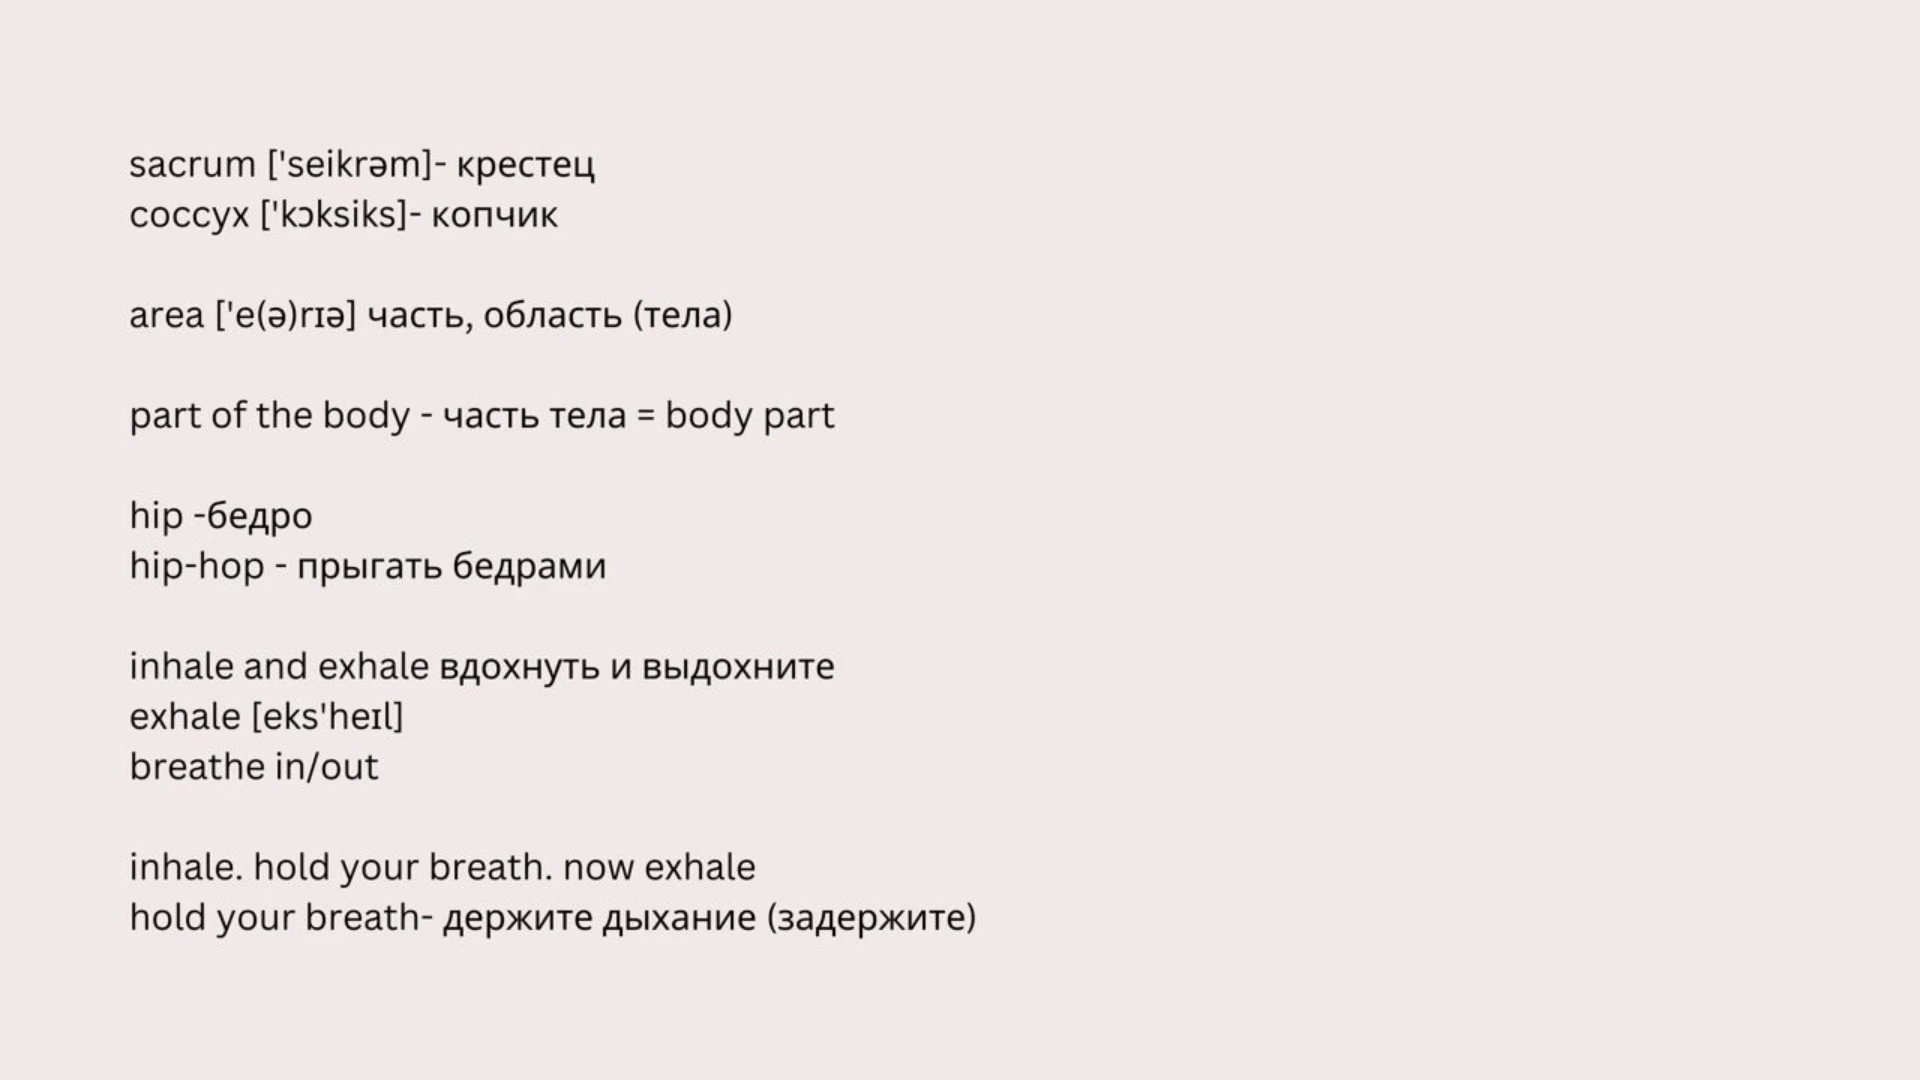 sacrum ['seikrəm]- крестец
coccyx ['kɔksiks]- копчик
area ['e(ə)rɪə] часть, область (тела)
part of the body - часть тела = body part
hip -бедро
hip-hop - прыгать бедрами
inhale and exhale вдохнуть и выдохните
exhale [eks'heɪl]
breathe in/out
inhale. hold your breath. now exhale
hold your breath- держите дыхание (задержите)